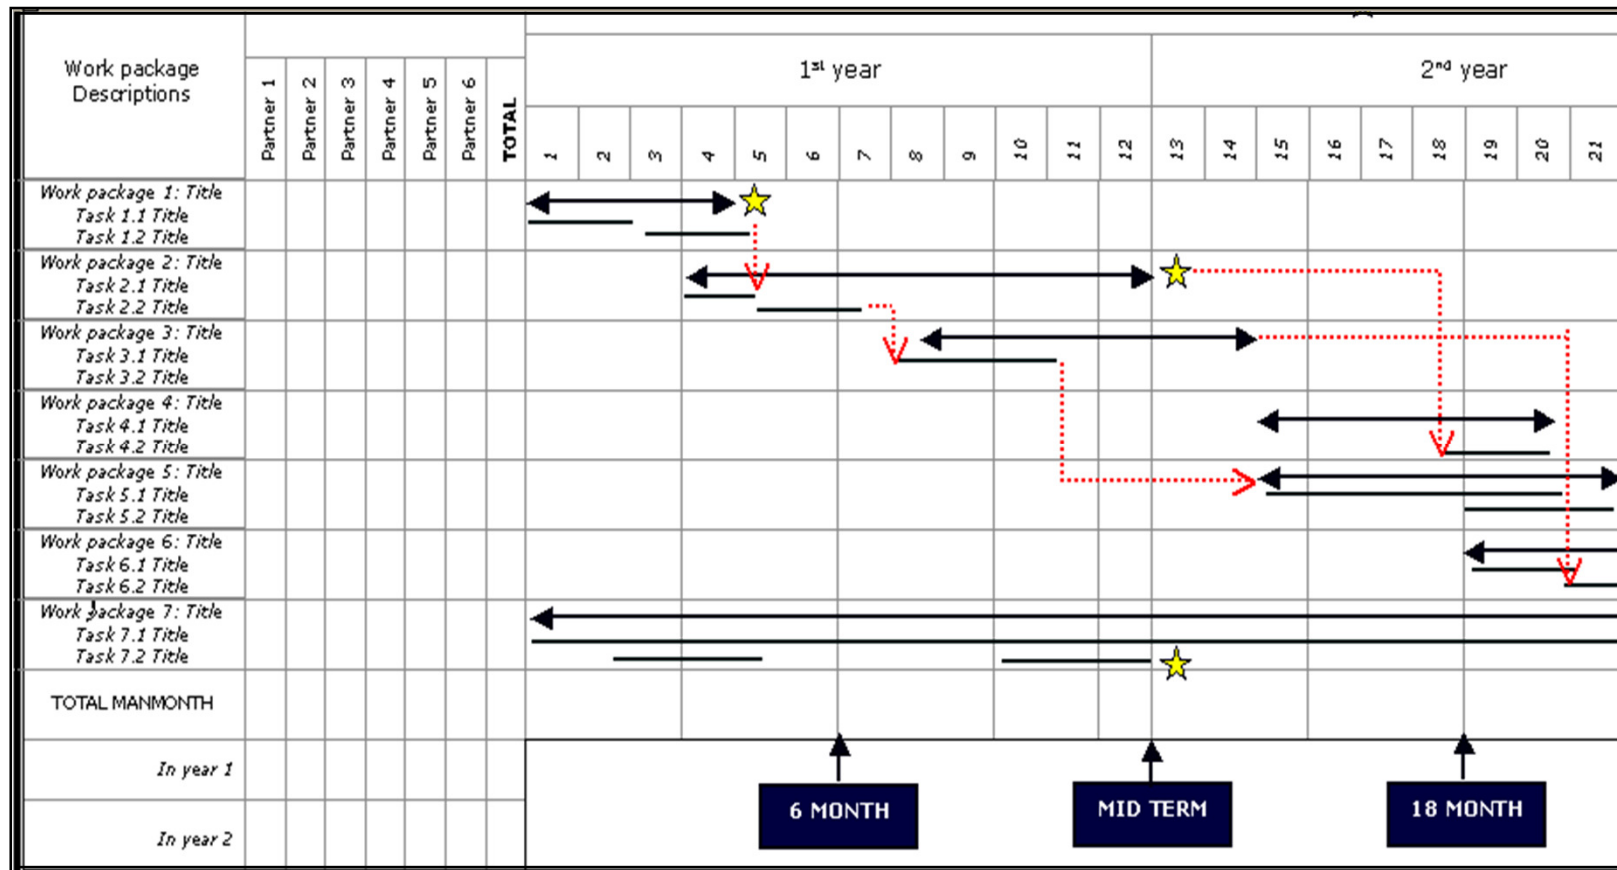 Work package
Descriptions
Partner 1
Partner 2
Partner 3
Partner 4
Partner 5
Partner 6
TOTAL
1st year
2nd year
1
2
3
4
5
6
7
8
9
10
11
12
13
14
15
16
17
18
19
20
21
Work package 1: Title
Task 1.1 Title
Task 1.2 Title
Work package 2: Title
Task 2.1 Title
Task 2.2 Title
Work package 3: Title
Task 3.1 Title
Task 3.2 Title
Work package 4: Title
Task 4.1 Title
Task 4.2 Title
Work package 5: Title
Task 5.1 Title
Task 5.2 Title
Work package 6: Title
Task 6.1 Title
Task 6.2 Title
Work package 7: Title
Task 7.1 Title
Task 7.2 Title
TOTAL MANMONTH
In year 1
In year 2
6 MONTH
MID TERM
18 MONTH